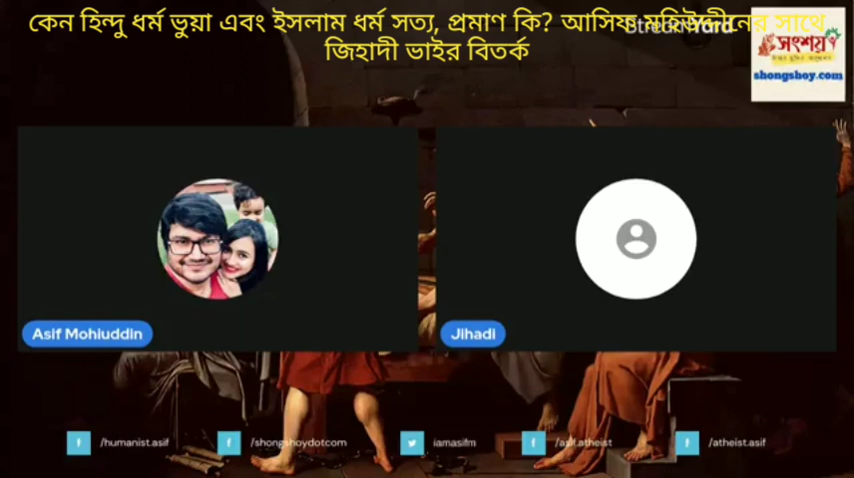 কেন হিন্দু ধর্ম ভুয়া এবং ইসলাম ধর্ম সত্য, প্রমাণ কি? আসিফ মহিউদ্দীনের সাথে
জিহাদী ভাইর বিতর্ক
StreamYard
সংশয়
shongshoy.com
Asif Mohiuddin
Jihadi
/humanist.asif
/shongshoydotcom
iamasifm
/asif.atheist
/atheist.asif